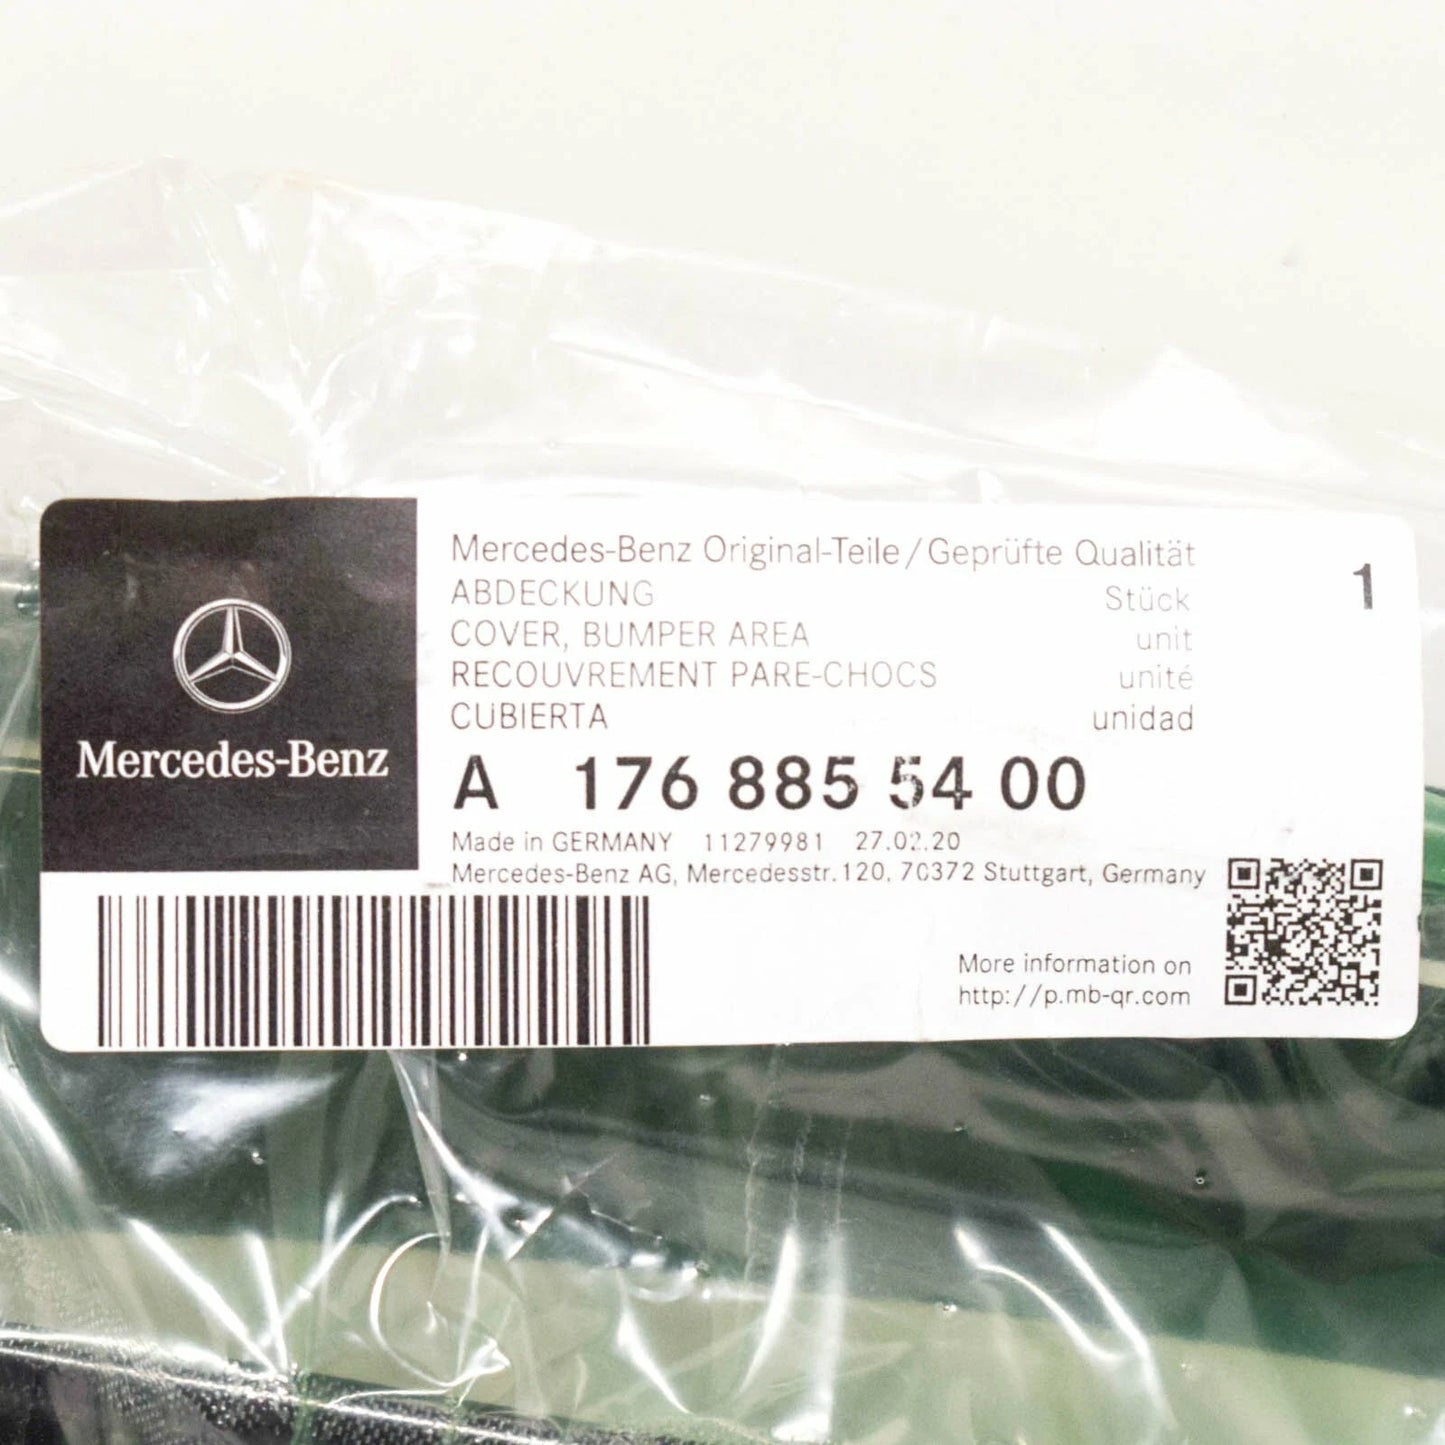 Mercedes-Benz
Mercedes-Benz Original-Teile/Geprüfte Qualität
ABDECKUNG Stück 1
COVER, BUMPER AREA unit
RECOUVREMENT PARE-CHOCS unité
CUBIERTA unidad
A 176 885 54 00
Made in GERMANY 11279981 27.02.20
Mercedes-Benz AG, Mercedesstr.120, 70372 Stuttgart, Germany
More information on
http://p.mb-qr.com